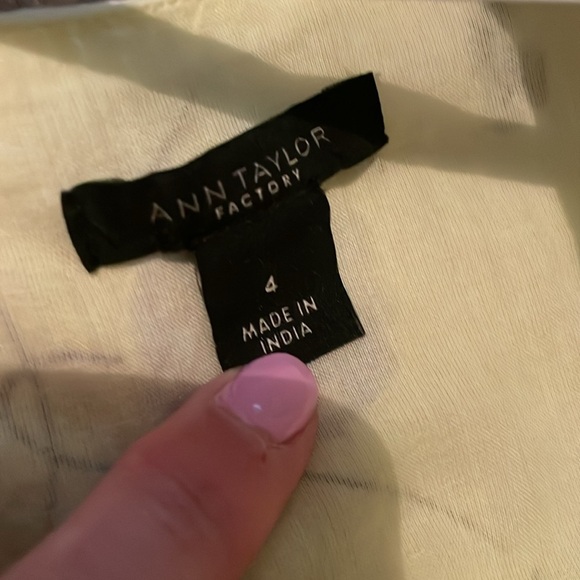 ANN TAYLOR
FACTORY
4
MADE IN
INDIA